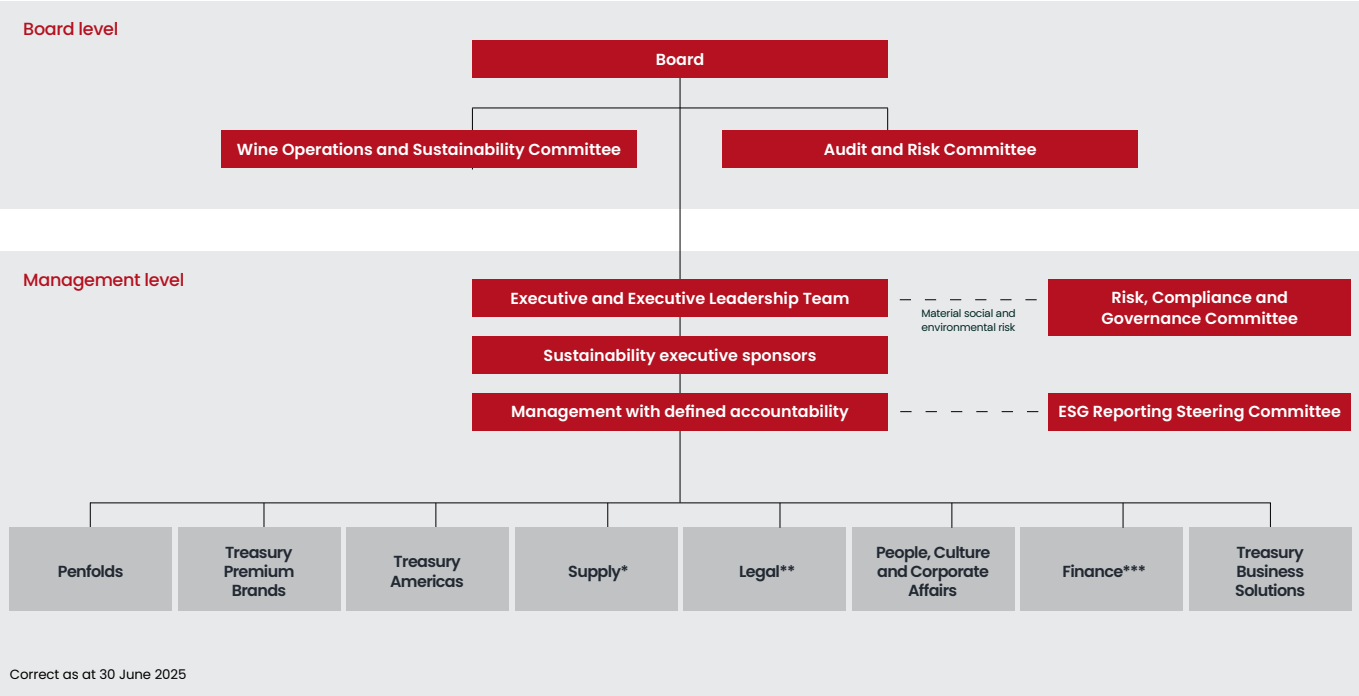 Board level
Board
Wine Operations and Sustainability Committee
Audit and Risk Committee
Management level
Executive and Executive Leadership Team
Material social and
environmental risk
Risk, Compliance and
Governance Committee
Sustainability executive sponsors
Management with defined accountability
ESG Reporting Steering Committee
Penfolds
Treasury
Premium
Brands
Treasury
Americas
Supply*
Legal**
People, Culture
and Corporate
Affairs
Finance***
Treasury
Business
Solutions
Correct as at 30 June 2025